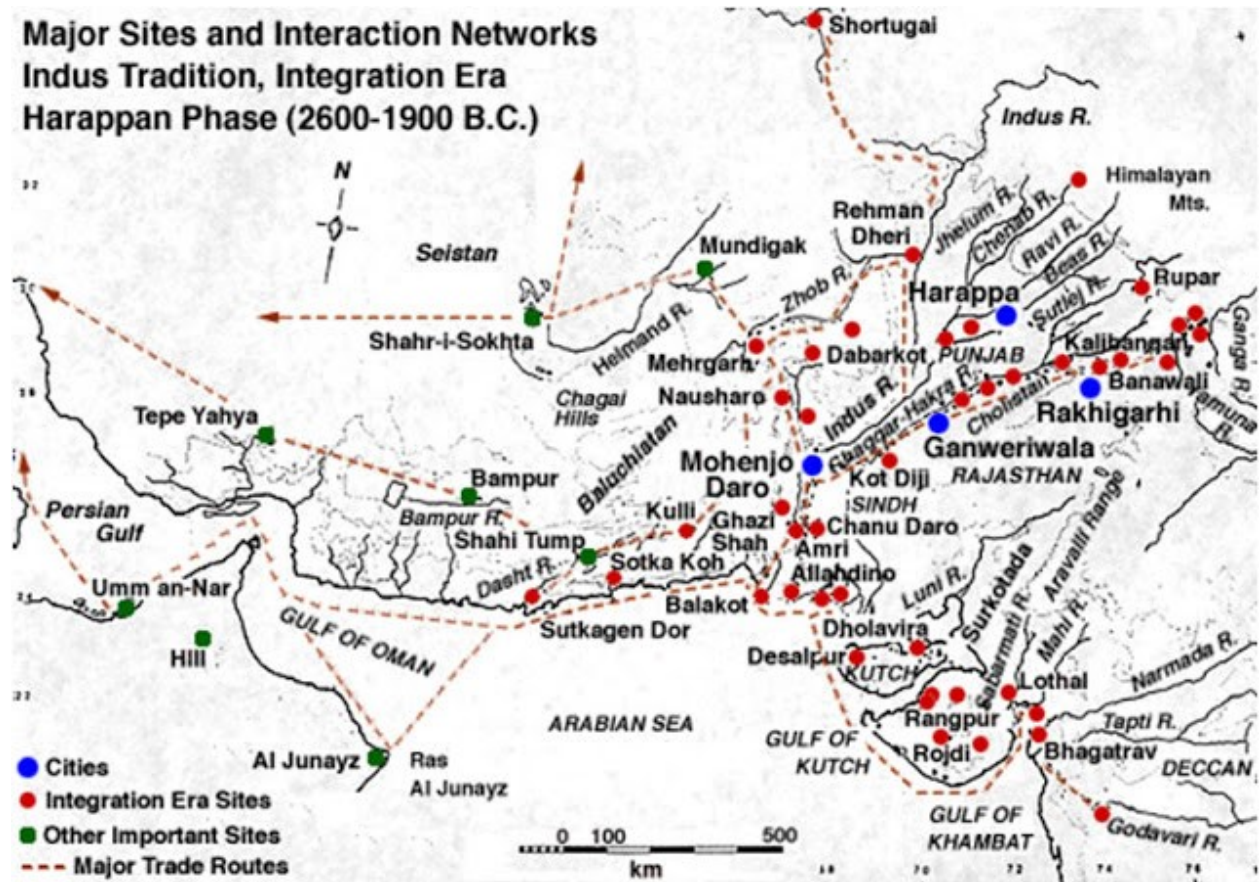 Major Sites and Interaction Networks
Indus Tradition, Integration Era
Harappan Phase (2600-1900 B.C.)
Shortugai
Indus R.
N
Himalayan
Mts.
Rehman
Dheri
Jhelum R.
Chenab R.
Ravi R.
Beas R.
Sutlej R.
Rupar
Seistan
Mundigak
Zhob R.
Harappa
Shahr-i-Sokhta
Helmand R.
Mehrgarh
Dabarkot
PUNJAB
Kalibangan
Ganga R.
Chagai
Hills
Nausharo
Indus R.
Ghaggar-Hakra R.
Cholistan
Banawali
Rakhigarhi
Yamuna
R.
Tepe Yahya
Baluchistan
Ganweriwala
Mohenjo
Daro
Kot Diji
RAJASTHAN
SINDH
Persian
Gulf
Bampur
Bampur R.
Kulli
Ghazi
Shah
Chanu Daro
Amri
Shahi Tump
Sotka Koh
Dasht R.
Allahdino
Luni R.
Surkotada
Aravalli Range
Umm an-Nar
Balakot
Sutkagen Dor
GULF OF OMAN
Hili
Dholavira
Desalpur
KUTCH
Sabarmati R.
Mahi R.
Lothal
Narmada R.
ARABIAN SEA
Rangpur
Tapti R.
Rojdi
Bhagatrav
GULF OF
KUTCH
DECCAN
Al Junayz
Ras
Al Junayz
GULF OF
KHAMBAT
Godavari R.
Cities
Integration Era Sites
Other Important Sites
Major Trade Routes
0 100 500
km
68 70 72 74 76